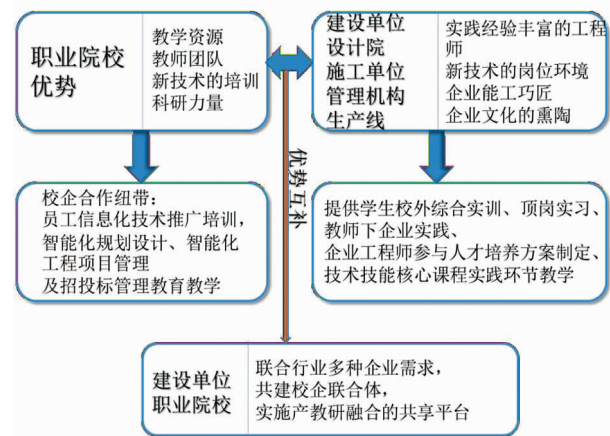 职业院校
优势
教学资源
教师团队
新技术的培训
科研力量
建设单位
设计院
施工单位
管理机构
生产线
实践经验丰富的工程
师
新技术的岗位环境
企业能工巧匠
企业文化的熏陶
优势互补
校企合作纽带：
员工信息化技术推广培训，
智能化规划设计、智能化
工程项目管理
及招投标管理教育教学
提供学生校外综合实训、顶岗实习、
教师下企业实践、
企业工程师参与人才培养方案制定、
技术技能核心课程实践环节教学
建设单位
职业院校
联合行业多种企业需求，
共建校企联合体，
实施产教研融合的共享平台